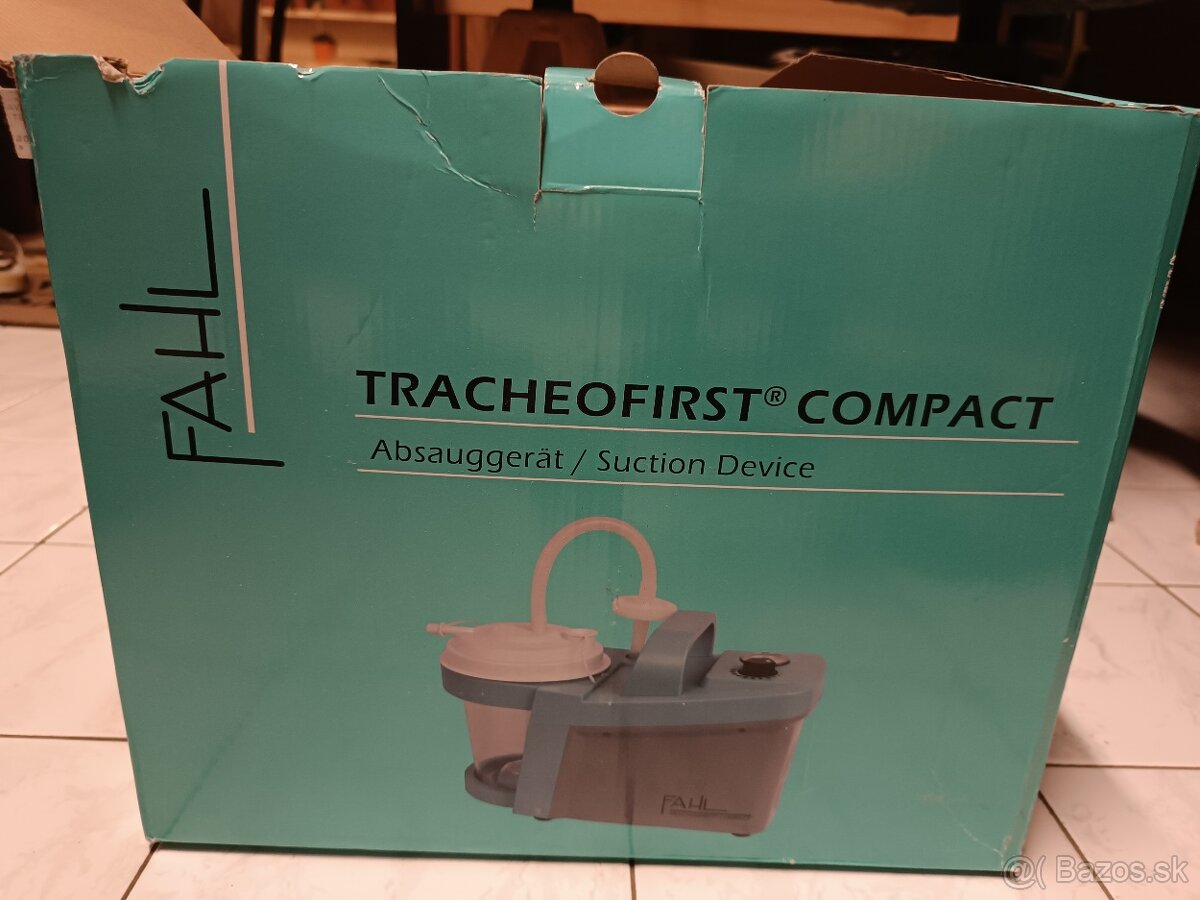 FAHL
TRACHEOFIRST® COMPACT
Absauggerät / Suction Device
FAHL
@( Bazos.sk